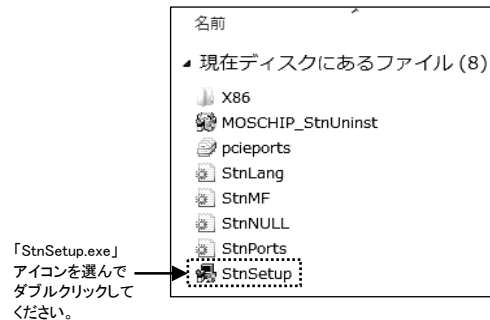 名前
現在ディスクにあるファイル (8)
X86
MOSCHIP_StnUninst
pcieports
StnLang
StnMF
StnNULL
StnPorts
StnSetup
「StnSetup.exe」
アイコンを選んで
ダブルクリックして
ください。